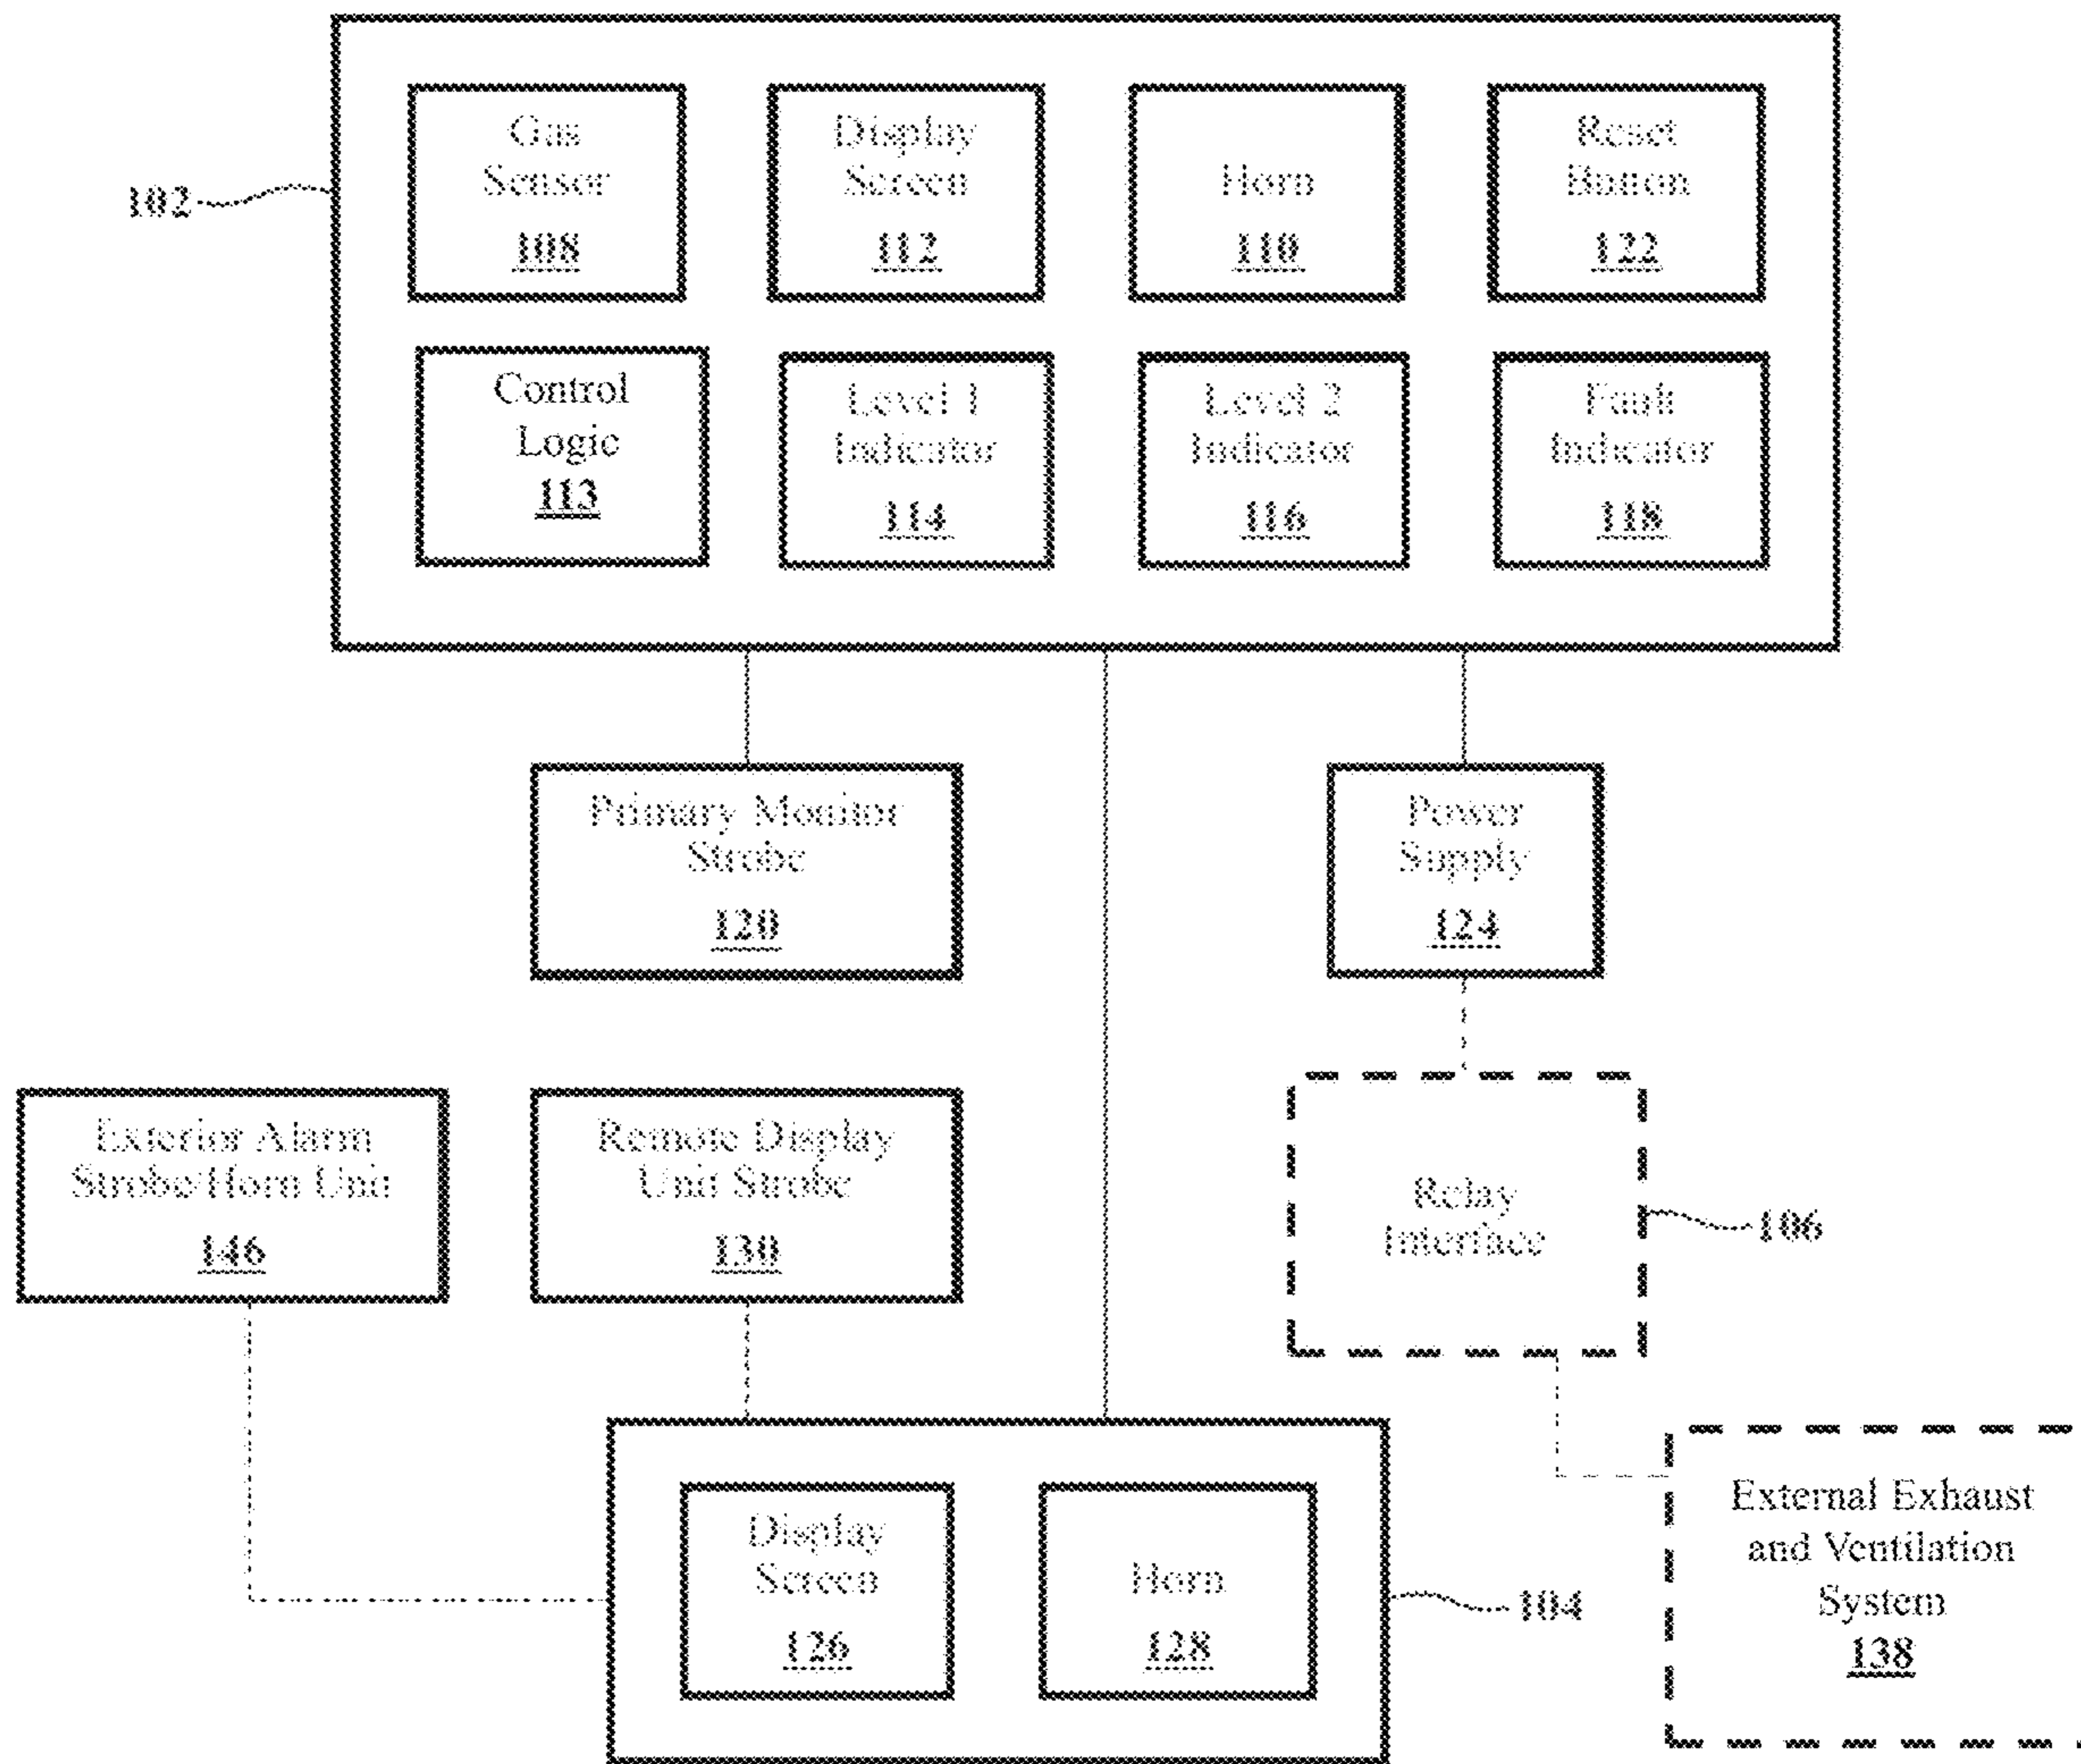 Gas
Sensor
108
Display
Screen
112
Horn
110
Reset
Button
122
102
Control
Logic
113
Level 1
Indicator
114
Level 2
Indicator
116
Fault
Indicator
118
Primary Monitor
Strobe
120
Power
Supply
124
Exterior Alarm
Strobe/Horn Unit
146
Remote Display
Unit Strobe
130
Relay
Interface
106
Display
Screen
126
Horn
128
104
External Exhaust
and Ventilation
System
138